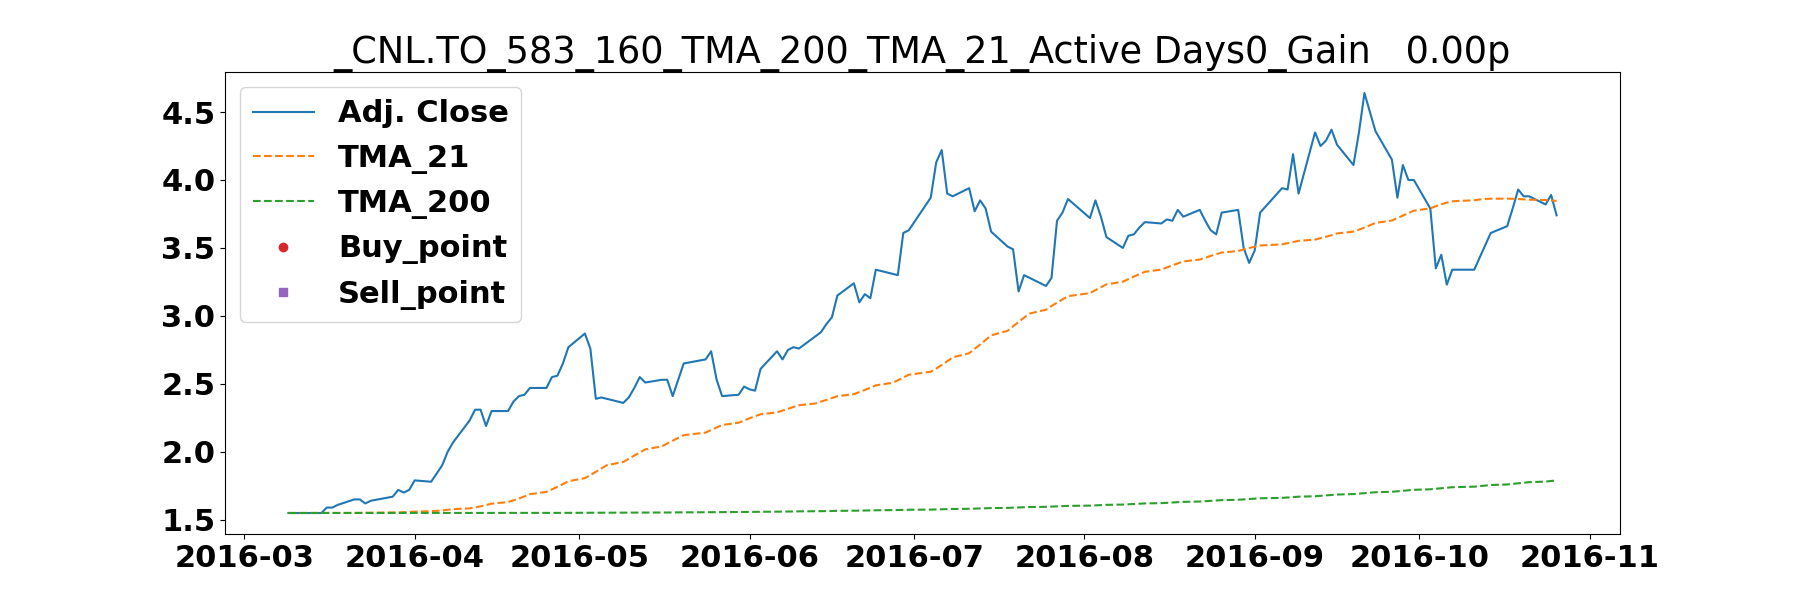 _CNL.TO_583_160_TMA_200_TMA_21_Active Days0_Gain   0.00p
4.5
4.0
3.5
3.0
2.5
2.0
1.5
Adj. Close
TMA_21
TMA_200
Buy_point
Sell_point
2016-03 2016-04 2016-05 2016-06 2016-07 2016-08 2016-09 2016-10 2016-11